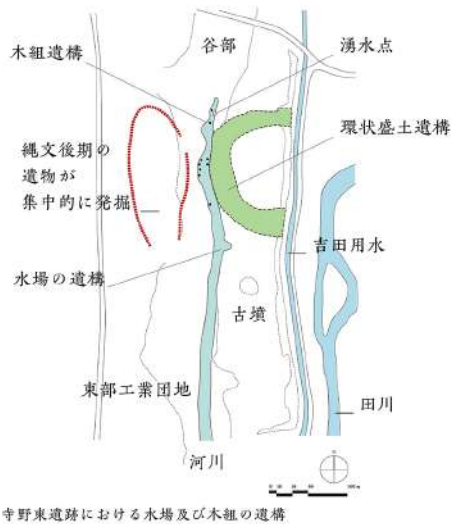 谷部
湧水点
木組遺構
環状盛土遺構
縄文後期の
遺物が
集中的に発掘
吉田用水
水場の遺構
古墳
東部工業団地
田川
河川
寺野東遺跡における水場及び木組の遺構